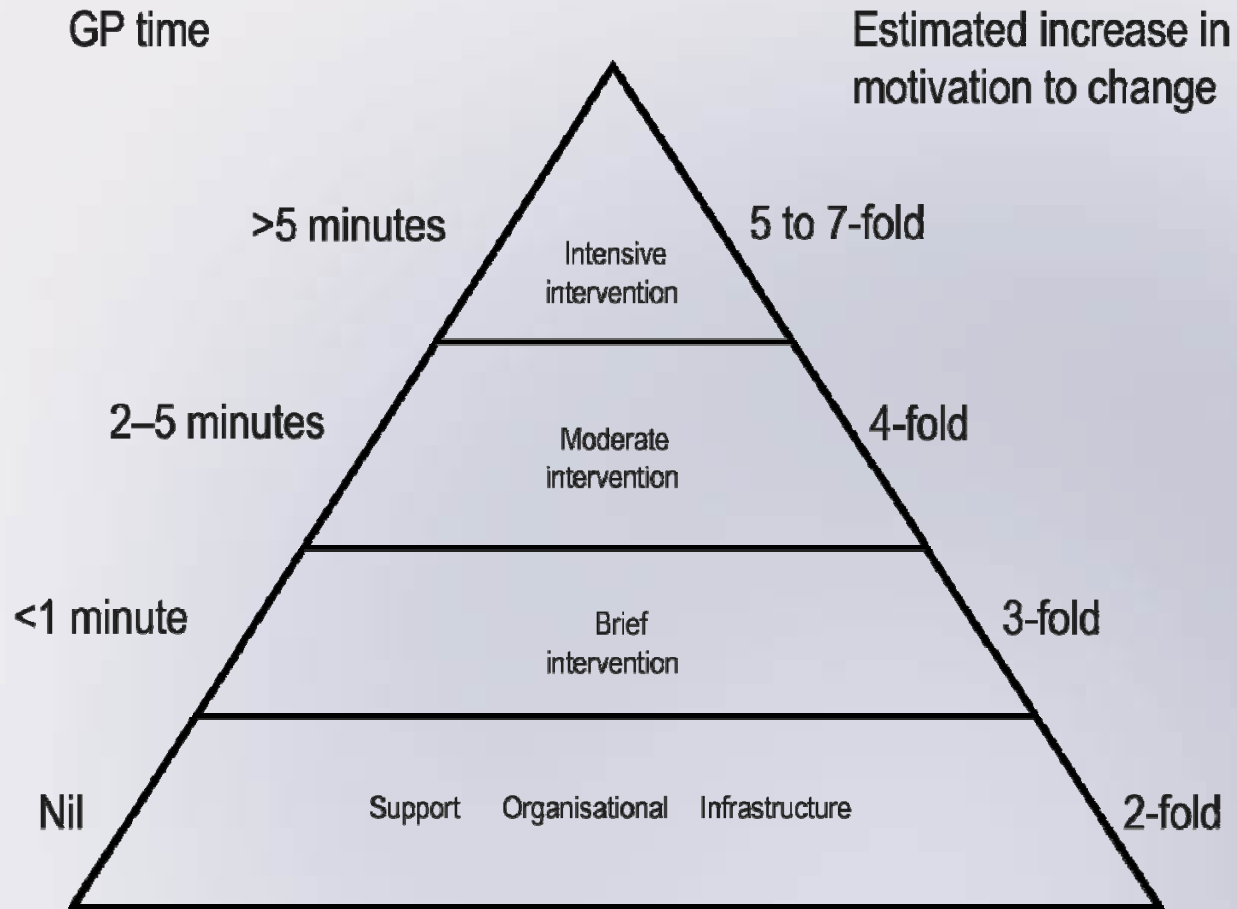 GP time
Estimated increase in
motivation to change
>5 minutes
5 to 7-fold
Intensive
intervention
2–5 minutes
4-fold
Moderate
intervention
<1 minute
3-fold
Brief
intervention
Nil
Support Organisational Infrastructure
2-fold